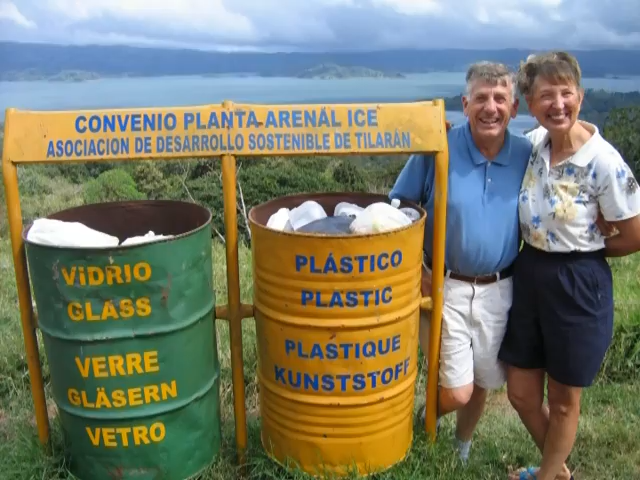 CONVENIO PLANTA ARENAL ICE
ASOCIACION DE DESARROLLO SOSTENIBLE DE TILARÁN
VIDRIO
GLASS
VERRE
GLÄSERN
VETRO
PLÁSTICO
PLASTIC
PLASTIQUE
KUNSTSTOFF